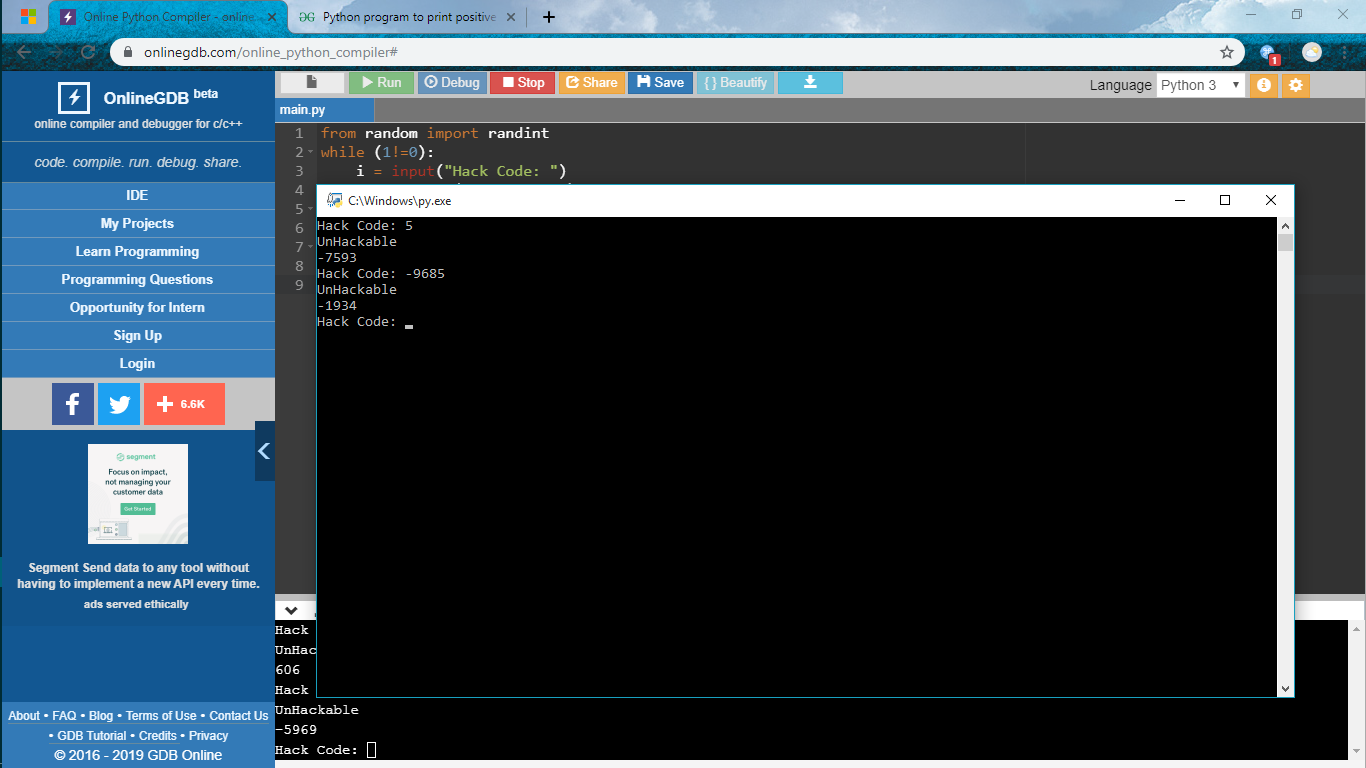 Online Python Compiler - online
Python program to print positive
onlinegdb.com/online_python_compiler#
1
OnlineGDB beta
online compiler and debugger for c/c++
code. compile. run. debug. share.
IDE
My Projects
Learn Programming
Programming Questions
Opportunity for Intern
Sign Up
Login
6.6K
segment
Focus on impact,
not managing your
customer data
Get Started
Segment Send data to any tool without
having to implement a new API every time.
ads served ethically
About • FAQ • Blog • Terms of Use • Contact Us
• GDB Tutorial • Credits • Privacy
© 2016 - 2019 GDB Online
Run Debug Stop Share Save {} Beautify
Language Python 3
main.py
1 from random import randint
2 while (1!=0):
3 i = input("Hack Code: ")
4
5
6
7
8
9
C:\Windows\py.exe
Hack Code: 5
UnHackable
-7593
Hack Code: -9685
UnHackable
-1934
Hack Code:
Hack
UnHac
606
Hack
UnHackable
-5969
Hack Code: